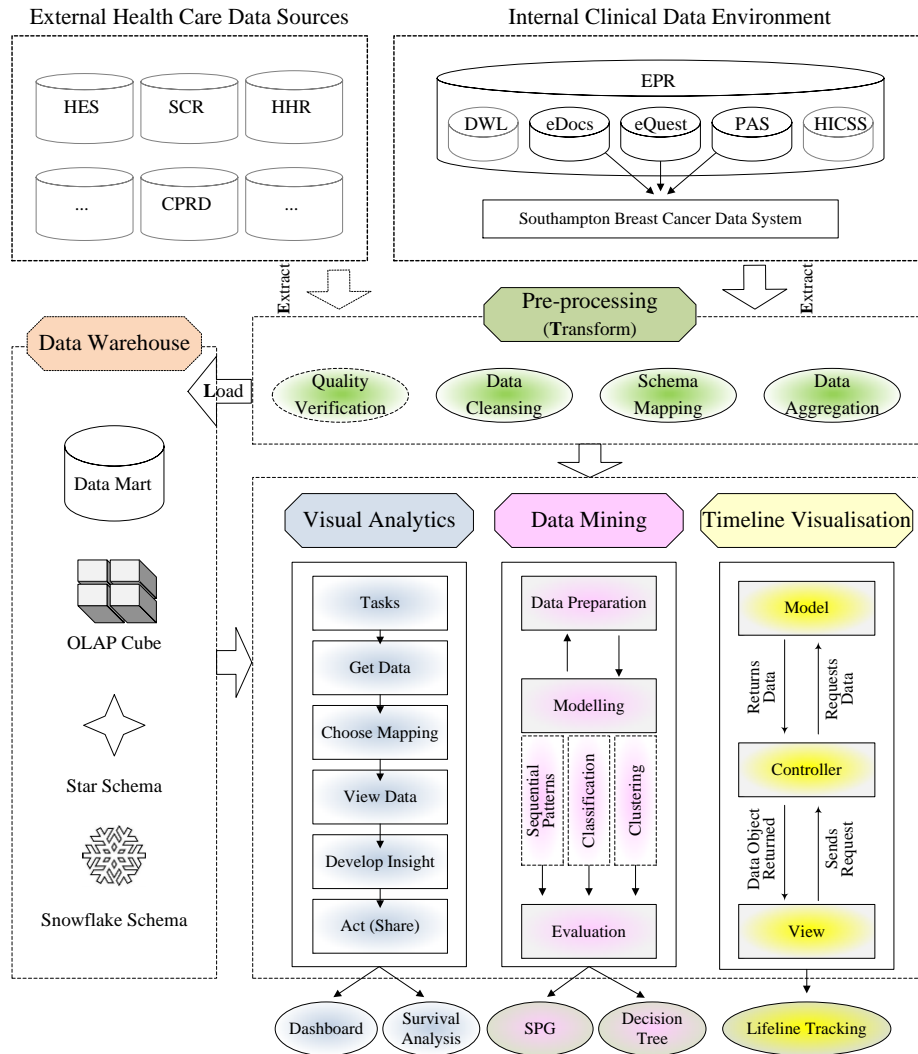 External Health Care Data Sources
Internal Clinical Data Environment
HES
SCR
HHR
...
CPRD
...
EPR
DWL
eDocs
eQuest
PAS
HICSS
Southampton Breast Cancer Data System
Extract
Extract
Pre-processing
(Transform)
Quality
Verification
Data
Cleansing
Schema
Mapping
Data
Aggregation
Load
Data Warehouse
Data Mart
OLAP Cube
Star Schema
Snowflake Schema
Visual Analytics
Tasks
Get Data
Choose Mapping
View Data
Develop Insight
Act (Share)
Dashboard
Survival
Analysis
Data Mining
Data Preparation
Modelling
Sequential
Patterns
Classification
Clustering
Evaluation
SPG
Decision
Tree
Timeline Visualisation
Model
Returns
Data
Requests
Data
Controller
Data Object
Returned
Sends
Request
View
Lifeline Tracking